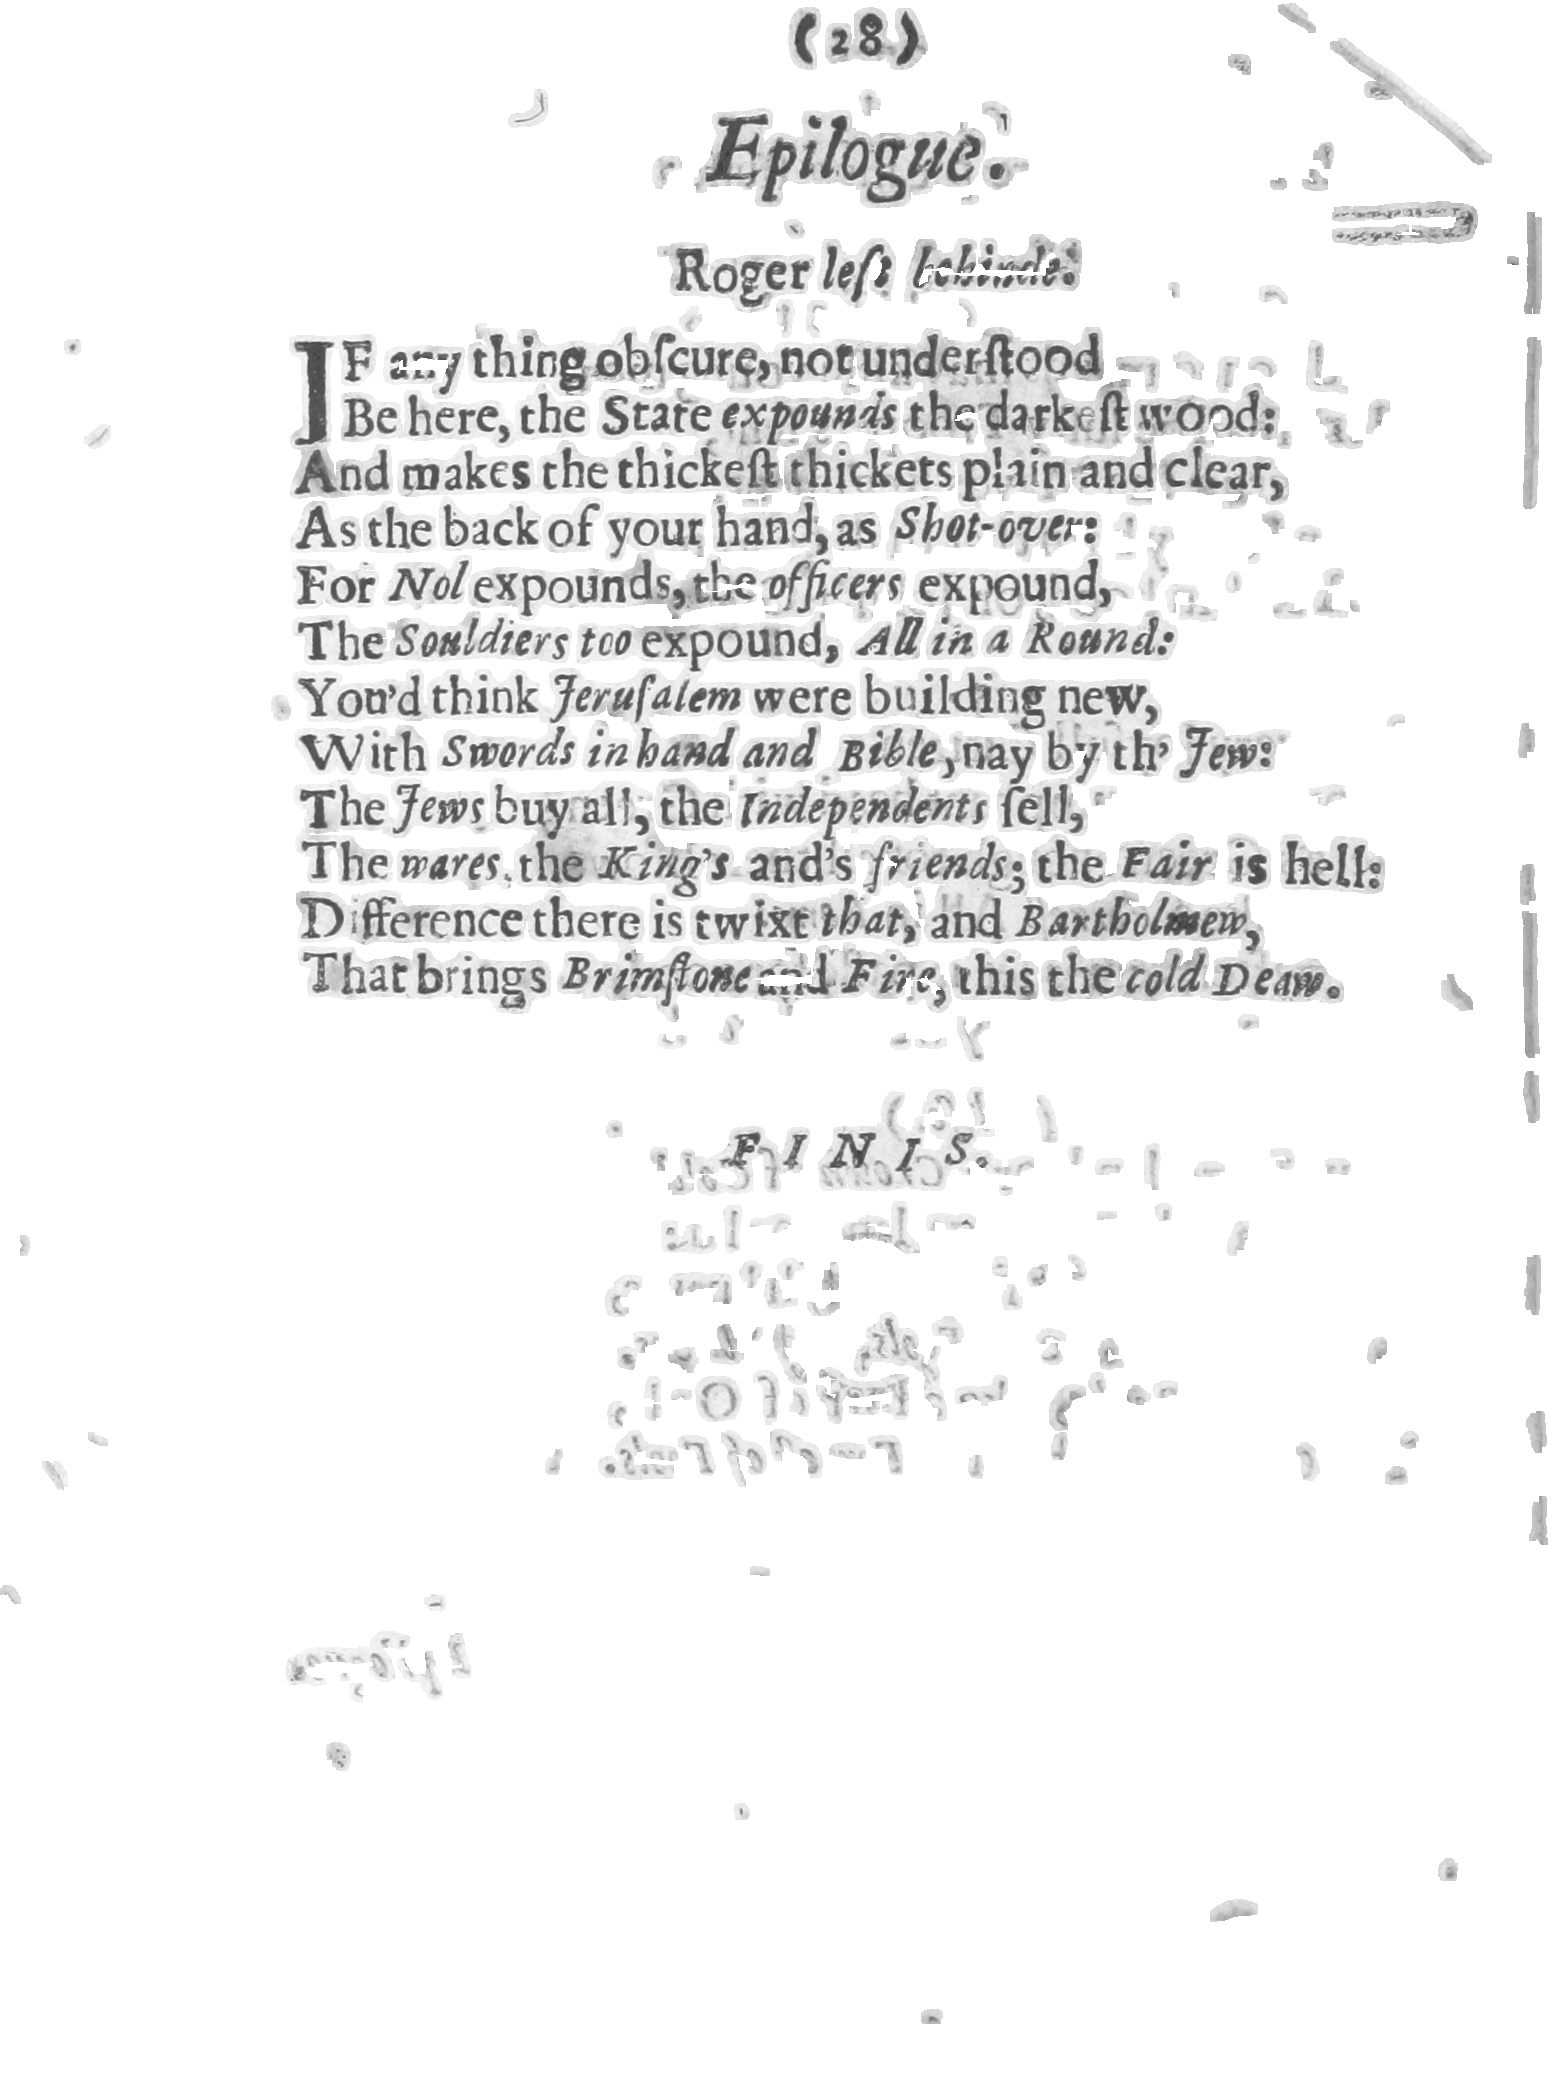 (28)
Epilogue.
Roger left behinde.
IF any thing obſcure, not underſtood
Be here, the State expounds the darkeſt wood:
And makes the thickeſt thickets plain and clear,
As the back of your hand, as Shot-over:
For Nol expounds, the officers expound,
The Souldiers too expound, All in a Round:
You'd think Jeruſalem were building new,
With Swords in hand and Bible, nay by th' Jew:
The Jews buy all, the Independents ſell,
The wares, the King's and's friends; the Fair is hell:
Difference there is twixt that, and Bartholmew,
That brings Brimſtone and Fire, this the cold Deaw.
FINIS.